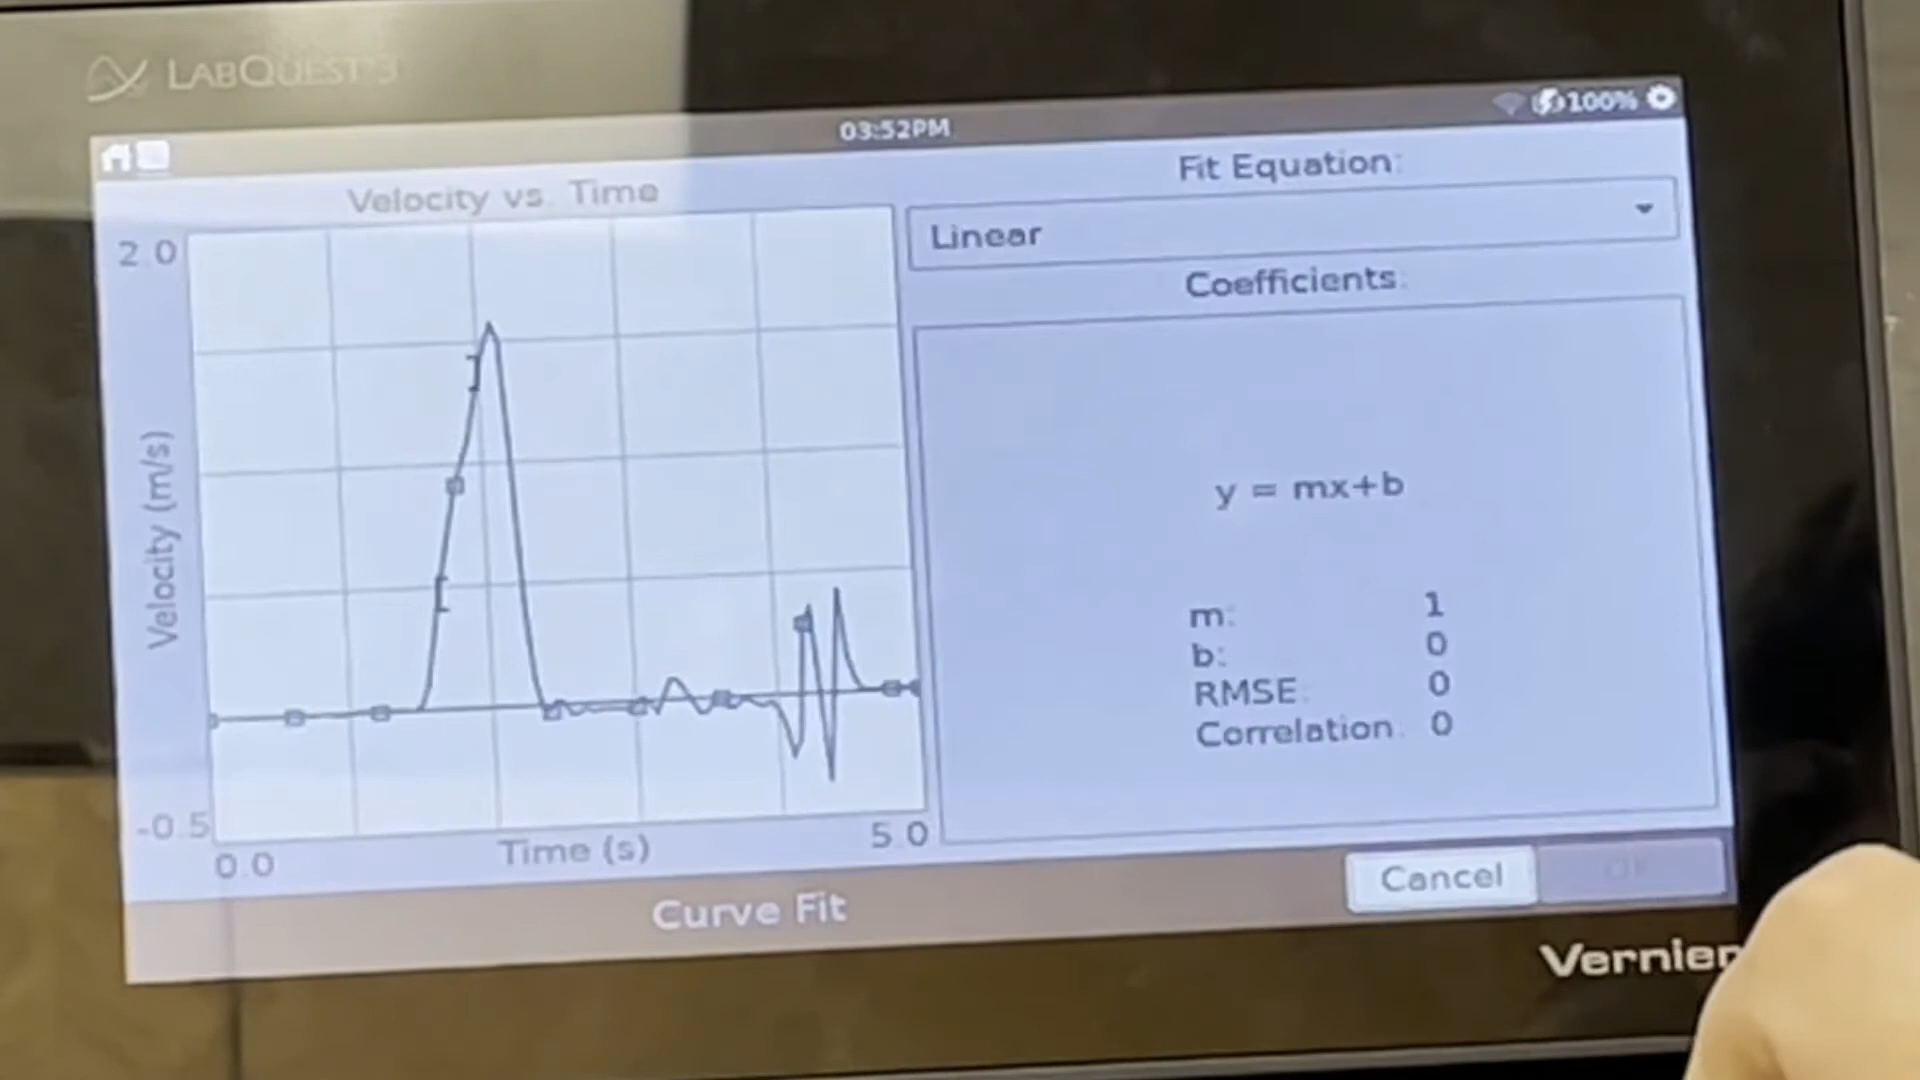 LABQUEST 3
03:52PM
100%
Velocity vs. Time
2.0
Velocity (m/s)
-0.5
0.0
Time (s)
5.0
Fit Equation:
Linear
Coefficients:
y = mx+b
m: 1
b: 0
RMSE: 0
Correlation: 0
Curve Fit
Cancel
OK
Vernier